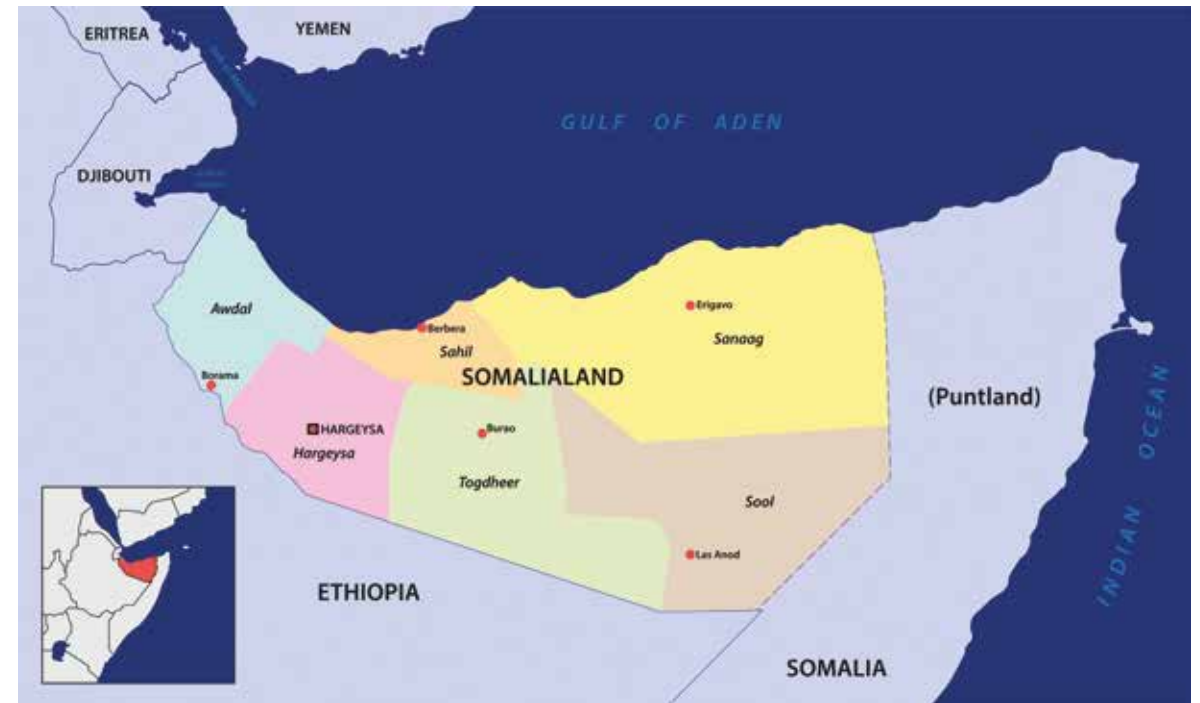 ERITREA
YEMEN
GULF OF ADEN
DJIBOUTI
Awdal
Erigavo
Berbera
Sanaag
Sahil
SOMALIALAND
Borama
(Puntland)
HARGEYSA
Burao
Hargeysa
Togdheer
Sool
Las Anod
INDIAN OCEAN
ETHIOPIA
SOMALIA